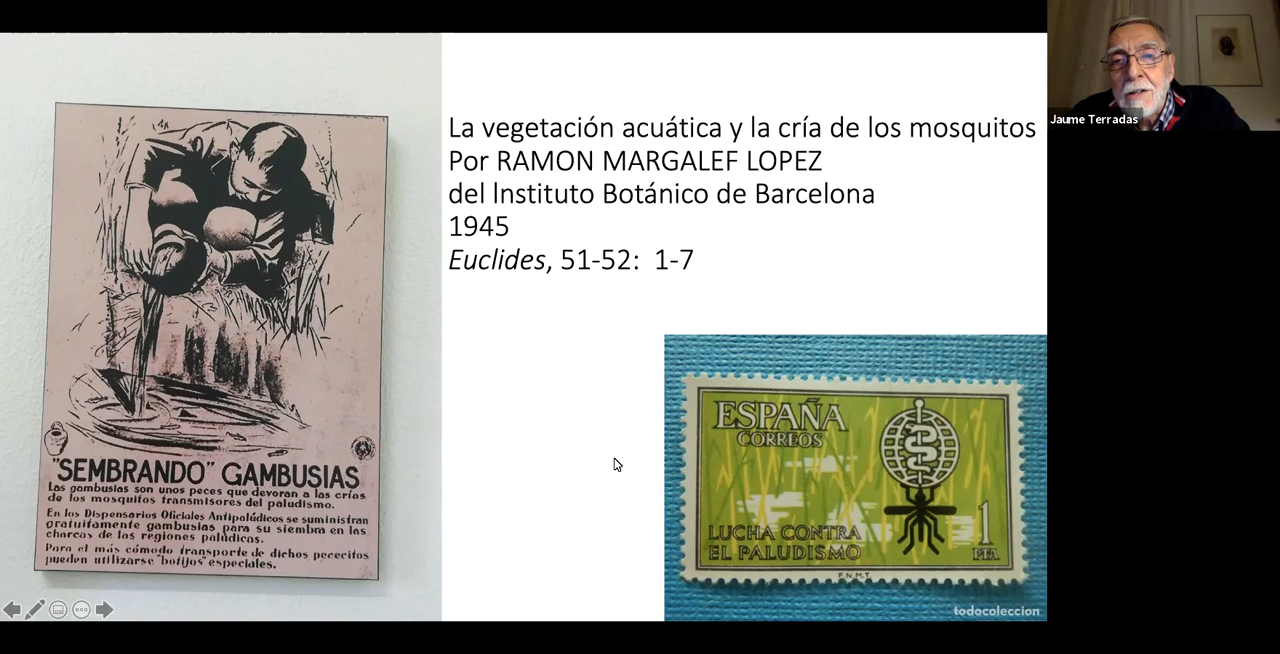 "SEMBRANDO" GAMBUSIAS
Las gambusias son unos peces que devoran a las crías
de los mosquitos transmisores del paludismo.
En los Dispensarios Oficiales Antipalúdicos se suministran
gratuitamente gambusias para su siembra en las
charcas de las regiones palúdicas.
Para el más cómodo transporte de dichos pececitos
pueden utilizarse "botijos" especiales.
La vegetación acuática y la cría de los mosquitos
Por RAMON MARGALEF LOPEZ
del Instituto Botánico de Barcelona
1945
Euclides, 51-52: 1-7
ESPAÑA
CORREOS
LUCHA CONTRA
EL PALUDISMO
1
PTA
F.N.M.T
todocoleccion
Jaume Terradas